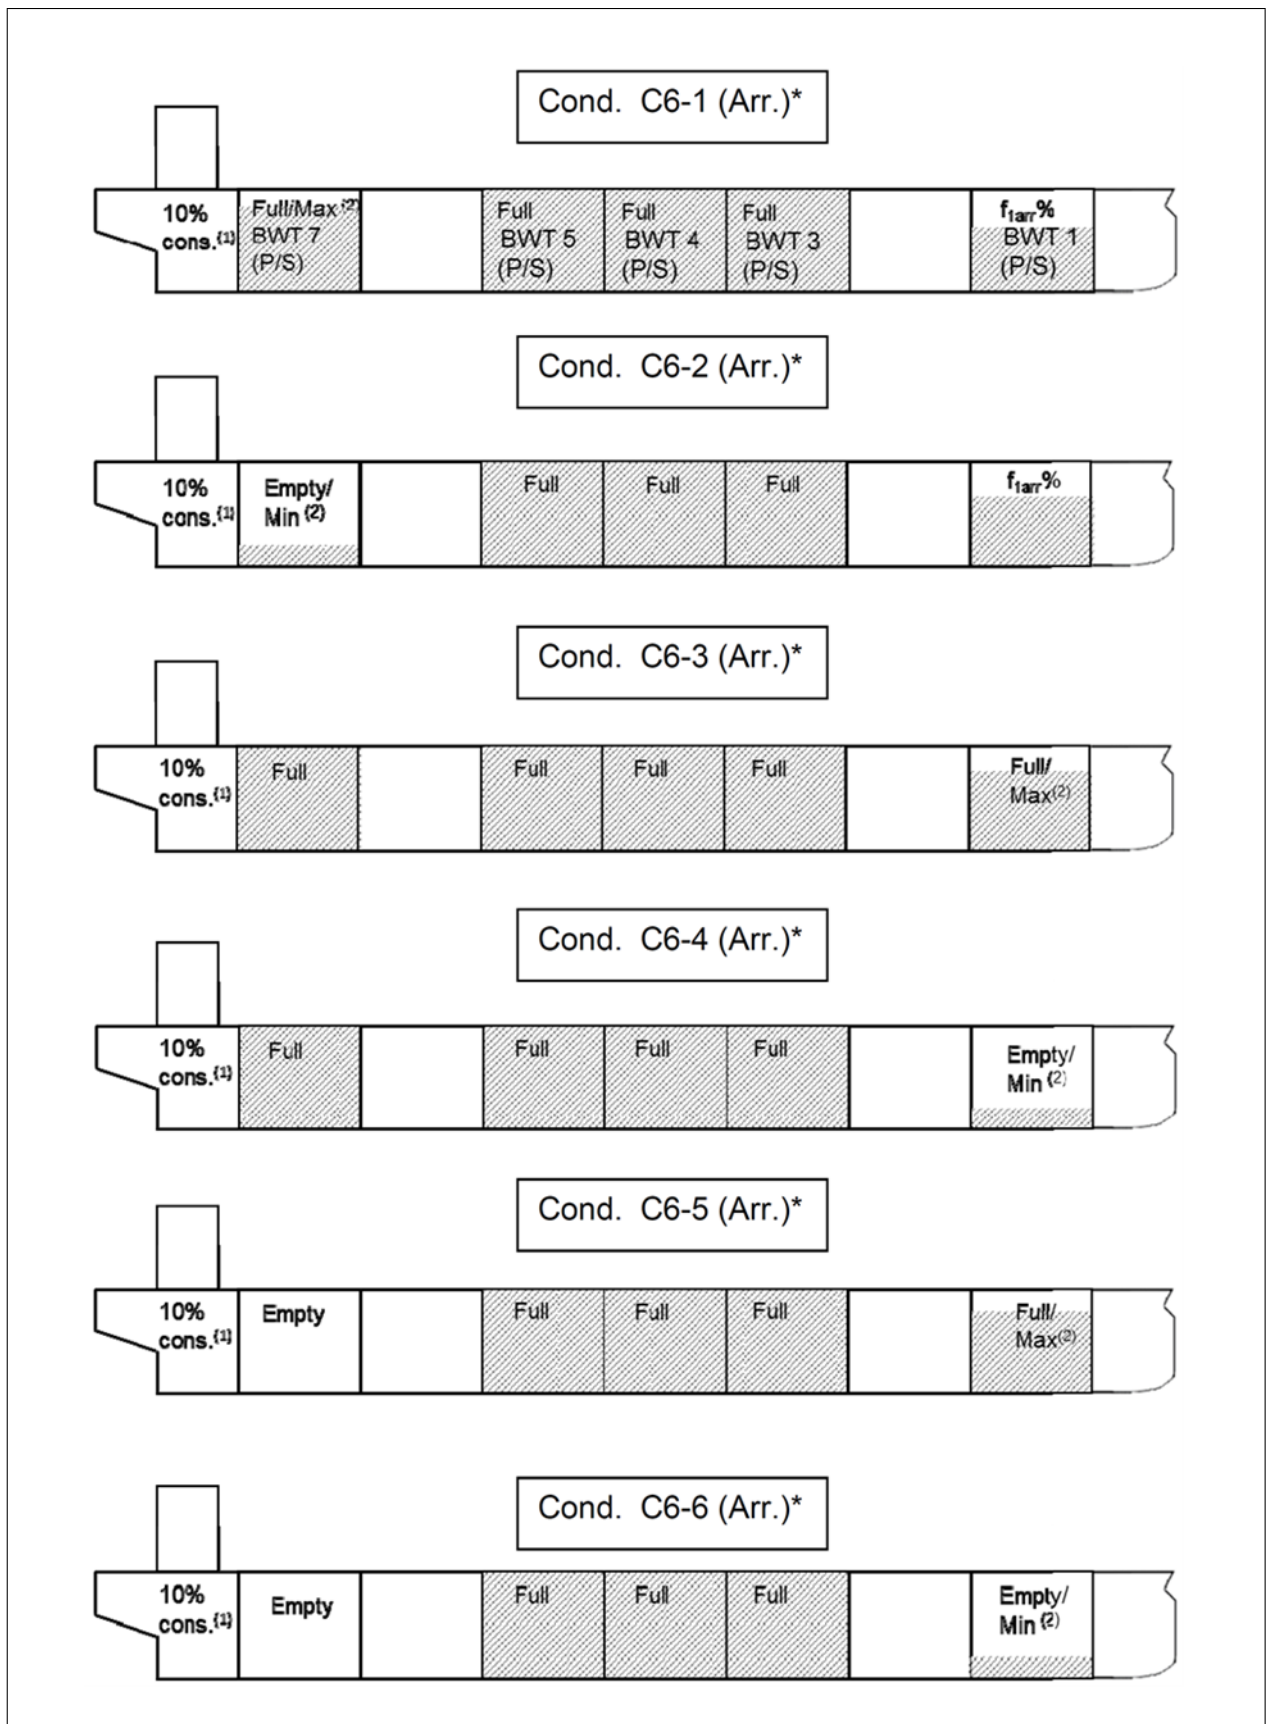 Cond. C6-1 (Arr.)*
10%
cons.{1}
Full/Max {2}
BWT 7
(P/S)
Full
BWT 5
(P/S)
Full
BWT 4
(P/S)
Full
BWT 3
(P/S)
f1arr%
BWT 1
(P/S)
Cond. C6-2 (Arr.)*
10%
cons.{1}
Empty/
Min {2}
Full
Full
Full
f1arr%
Cond. C6-3 (Arr.)*
10%
cons.{1}
Full
Full
Full
Full
Full/
Max(2)
Cond. C6-4 (Arr.)*
10%
cons.{1}
Full
Full
Full
Full
Empty/
Min {2)
Cond. C6-5 (Arr.)*
10%
cons.{1}
Empty
Full
Full
Full
Full/
Max(2)
Cond. C6-6 (Arr.)*
10%
cons.{1}
Empty
Full
Full
Full
Empty/
Min {2)